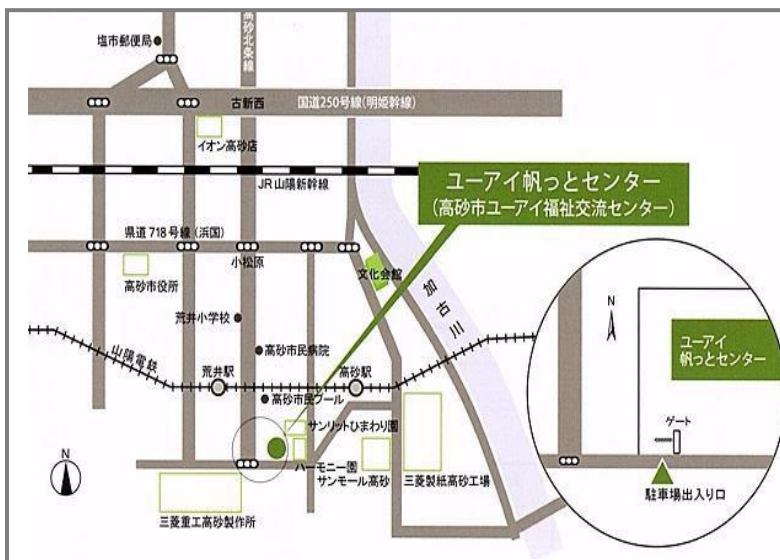 塩市郵便局
高砂北条線
古新西
国道250号線(明姫幹線)
イオン高砂店
JR山陽新幹線
ユーアイ帆っとセンター
(高砂市ユーアイ福祉交流センター)
県道718号線(浜国)
小松原
高砂市役所
文化会館
加古川
荒井小学校
山陽電鉄
高砂市民病院
荒井駅
高砂駅
高砂市民プール
サンリットひまわり園
ハーモニー園
サンモール高砂
三菱製紙高砂工場
三菱重工高砂製作所
N
N
ユーアイ
帆っとセンター
ゲート
駐車場出入り口